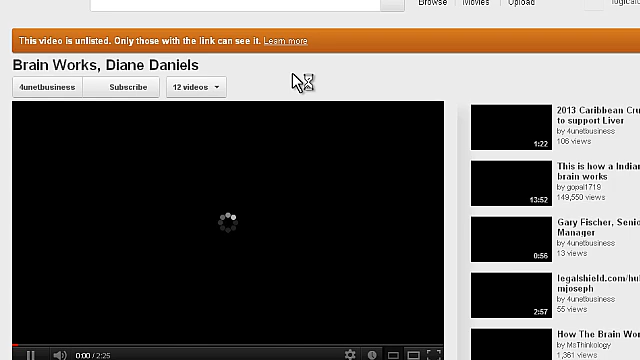 Browse Movies Upload
This video is unlisted. Only those with the link can see it. Learn more
Brain Works, Diane Daniels
4unetbusiness Subscribe 12 videos
0:00 / 2:25
2013 Caribbean Cru
to support Liver
by 4unetbusiness
106 views
1:22
This is how a India
brain works
by gopal1719
149,550 views
13:52
Gary Fischer, Senio
Manager
by 4unetbusiness
13 views
0:56
legalshield.com/hu
mjoseph
by 4unetbusiness
55 views
2:57
How The Brain Wor
by MsThinkology
1,361 views